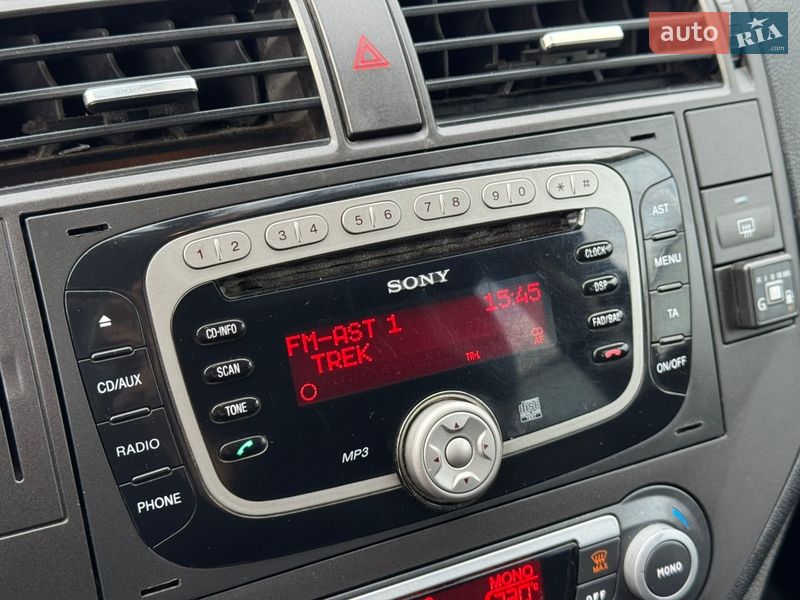 auto RIA
.com
1 2 3 4 5 6 7 8 9 0 * #
SONY
CLOCK
AST
MENU
DSP
TA
FAD/BAL
ON/OFF
CD-INFO
SCAN
TONE
CD/AUX
RADIO
PHONE
FM-AST 1
15:45
TREK
CD
AF
MP3
G
MAX
MONO
OFF
MONO